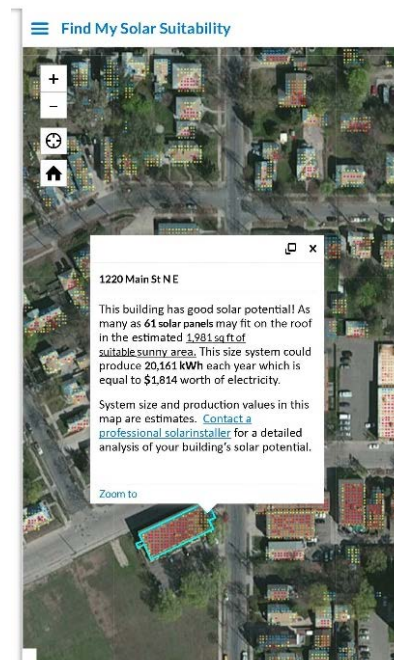 Find My Solar Suitability
+
−
x
1220 Main St N E
This building has good solar potential! As
many as 61 solar panels may fit on the roof
in the estimated 1,981 sq ft of
suitable sunny area. This size system could
produce 20,161 kWh each year which is
equal to $1,814 worth of electricity.
System size and production values in this
map are estimates. Contact a
professional solarinstaller for a detailed
analysis of your building's solar potential.
Zoom to